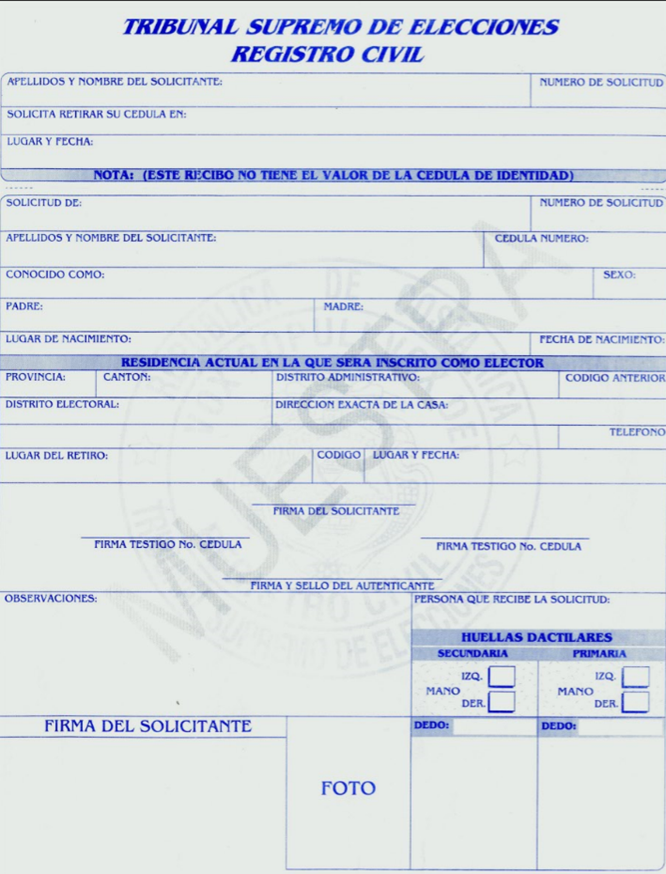 TRIBUNAL SUPREMO DE ELECCIONES
REGISTRO CIVIL
APELLIDOS Y NOMBRE DEL SOLICITANTE: NUMERO DE SOLICITUD
SOLICITA RETIRAR SU CEDULA EN:
LUGAR Y FECHA:
NOTA: (ESTE RECIBO NO TIENE EL VALOR DE LA CEDULA DE IDENTIDAD)
SOLICITUD DE: NUMERO DE SOLICITUD
APELLIDOS Y NOMBRE DEL SOLICITANTE: CEDULA NUMERO:
CONOCIDO COMO: SEXO:
PADRE: MADRE:
LUGAR DE NACIMIENTO: FECHA DE NACIMIENTO:
RESIDENCIA ACTUAL EN LA QUE SERA INSCRITO COMO ELECTOR
PROVINCIA: CANTON: DISTRITO ADMINISTRATIVO: CODIGO ANTERIOR
DISTRITO ELECTORAL: DIRECCION EXACTA DE LA CASA:
TELEFONO
LUGAR DEL RETIRO: CODIGO LUGAR Y FECHA:
FIRMA DEL SOLICITANTE
FIRMA TESTIGO No. CEDULA FIRMA TESTIGO No. CEDULA
FIRMA Y SELLO DEL AUTENTICANTE
OBSERVACIONES: PERSONA QUE RECIBE LA SOLICITUD:
HUELLAS DACTILARES
SECUNDARIA PRIMARIA
IZQ. IZQ.
MANO MANO
DER. DER.
FIRMA DEL SOLICITANTE DEDO: DEDO:
FOTO
MUESTRA